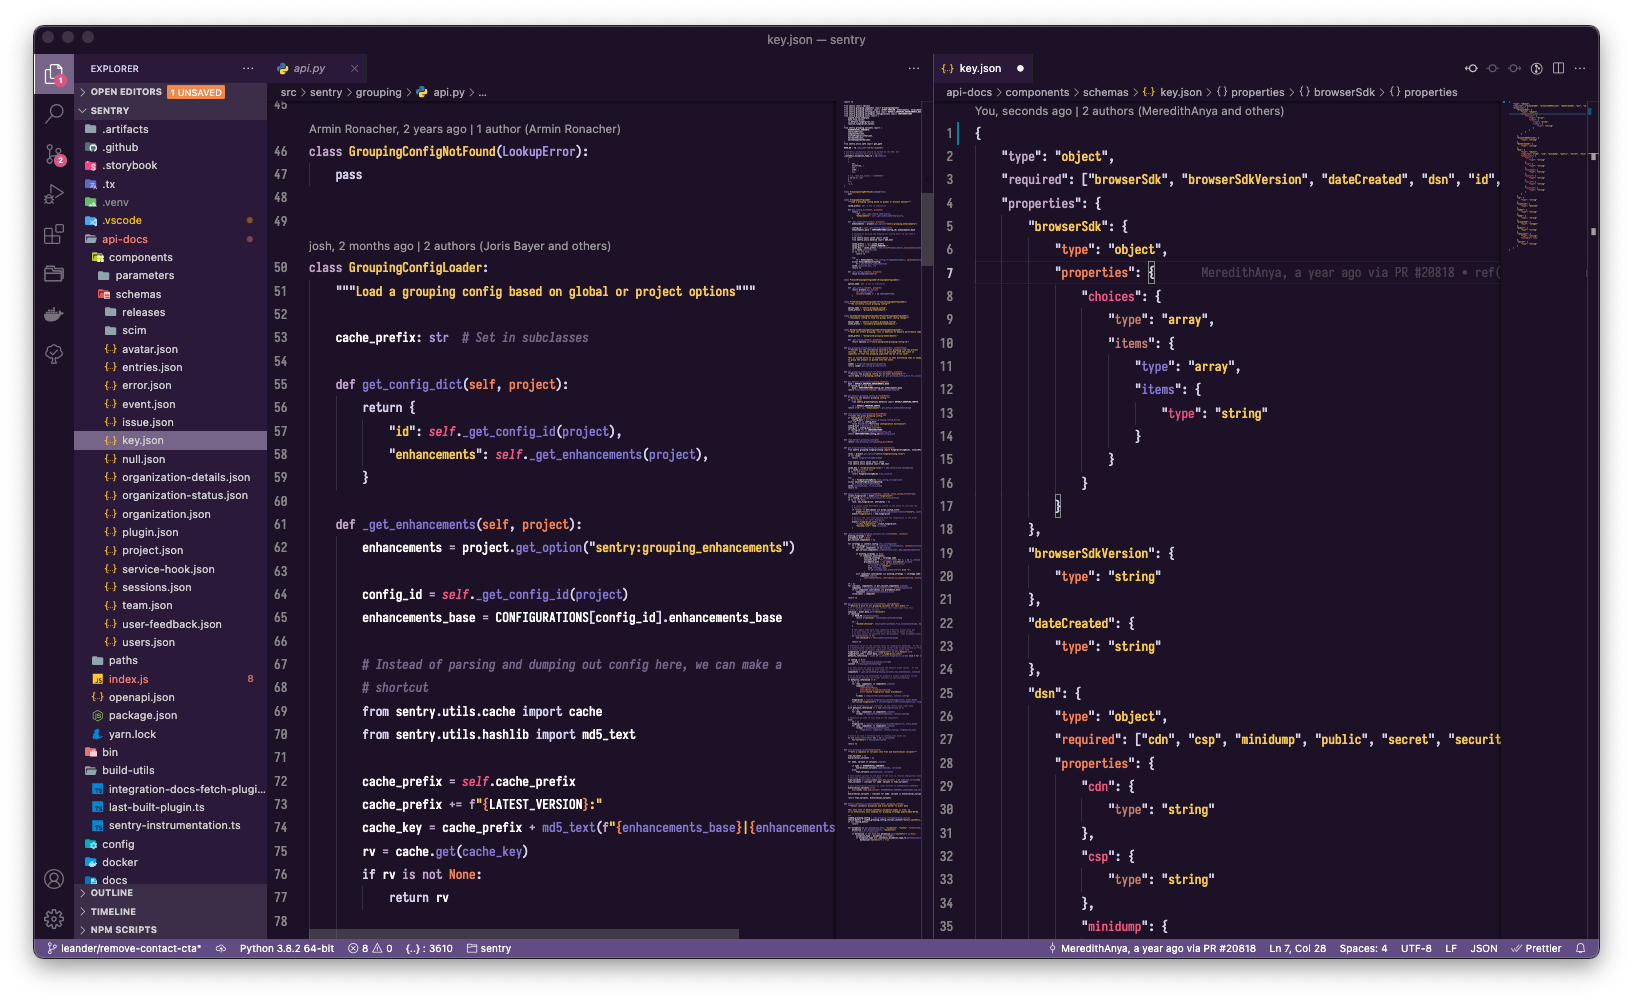 key.json — sentry
1
2
EXPLORER
OPEN EDITORS 1 UNSAVED
SENTRY
.artifacts
.github
.storybook
.tx
.venv
.vscode
api-docs
components
parameters
schemas
releases
scim
{..} avatar.json
{..} entries.json
{..} error.json
{..} event.json
{..} issue.json
{..} key.json
{..} null.json
{..} organization-details.json
{..} organization-status.json
{..} organization.json
{..} plugin.json
{..} project.json
{..} service-hook.json
{..} sessions.json
{..} team.json
{..} user-feedback.json
{..} users.json
paths
index.js 8
{..} openapi.json
package.json
yarn.lock
bin
build-utils
integration-docs-fetch-plugi...
last-built-plugin.ts
sentry-instrumentation.ts
config
docker
docs
OUTLINE
TIMELINE
NPM SCRIPTS
api.py
src > sentry > grouping > api.py > ...
45
Armin Ronacher, 2 years ago | 1 author (Armin Ronacher)
46 class GroupingConfigNotFound(LookupError):
47 pass
48
49
josh, 2 months ago | 2 authors (Joris Bayer and others)
50 class GroupingConfigLoader:
51 """Load a grouping config based on global or project options"""
52
53 cache_prefix: str # Set in subclasses
54
55 def get_config_dict(self, project):
56 return {
57 "id": self._get_config_id(project),
58 "enhancements": self._get_enhancements(project),
59 }
60
61 def _get_enhancements(self, project):
62 enhancements = project.get_option("sentry:grouping_enhancements")
63
64 config_id = self._get_config_id(project)
65 enhancements_base = CONFIGURATIONS[config_id].enhancements_base
66
67 # Instead of parsing and dumping out config here, we can make a
68 # shortcut
69 from sentry.utils.cache import cache
70 from sentry.utils.hashlib import md5_text
71
72 cache_prefix = self.cache_prefix
73 cache_prefix += f"{LATEST_VERSION}:"
74 cache_key = cache_prefix + md5_text(f"{enhancements_base}|{enhancements
75 rv = cache.get(cache_key)
76 if rv is not None:
77 return rv
78
{..} key.json
api-docs > components > schemas > {..} key.json > {} properties > {} browserSdk > {} properties
You, seconds ago | 2 authors (MeredithAnya and others)
1 {
2 "type": "object",
3 "required": ["browserSdk", "browserSdkVersion", "dateCreated", "dsn", "id",
4 "properties": {
5 "browserSdk": {
6 "type": "object",
7 "properties": { MeredithAnya, a year ago via PR #20818 • ref(
8 "choices": {
9 "type": "array",
10 "items": {
11 "type": "array",
12 "items": {
13 "type": "string"
14 }
15 }
16 }
17 }
18 },
19 "browserSdkVersion": {
20 "type": "string"
21 },
22 "dateCreated": {
23 "type": "string"
24 },
25 "dsn": {
26 "type": "object",
27 "required": ["cdn", "csp", "minidump", "public", "secret", "securit
28 "properties": {
29 "cdn": {
30 "type": "string"
31 },
32 "csp": {
33 "type": "string"
34 },
35 "minidump": {
leander/remove-contact-cta* Python 3.8.2 64-bit 8 0 {..} : 3610 sentry
MeredithAnya, a year ago via PR #20818 Ln 7, Col 28 Spaces: 4 UTF-8 LF JSON Prettier